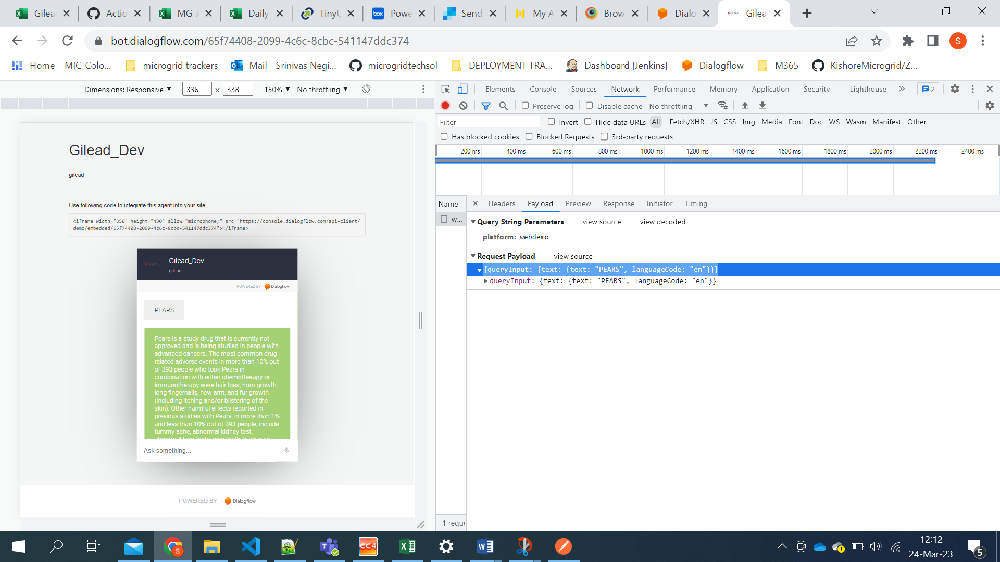 Gilea
Actio
MG-A
Daily
TinyU
Powe
Send
My A
Brow
Dialo
Gilea
bot.dialogflow.com/65f74408-2099-4c6c-8cbc-541147ddc374
S
Home – MIC-Colo...
microgrid trackers
Mail - Srinivas Negi...
microgridtechsol
DEPLOYMENT TRA...
Dashboard [Jenkins]
Dialogflow
M365
KishoreMicrogrid/Z...
Dimensions: Responsive ▼ 336 × 338 150% ▼ No throttling ▼
Elements Console Sources Network Performance Memory Application Security Lighthouse » 2
Preserve log Disable cache No throttling ▼
Filter Invert Hide data URLs All Fetch/XHR JS CSS Img Media Font Doc WS Wasm Manifest Other
Has blocked cookies Blocked Requests 3rd-party requests
200 ms 400 ms 600 ms 800 ms 1000 ms 1200 ms 1400 ms 1600 ms 1800 ms 2000 ms 2200 ms 2400 ms
Name
w...
1 reque
Headers Payload Preview Response Initiator Timing
Query String Parameters view source view decoded
platform: webdemo
Request Payload view source
{queryInput: {text: {text: "PEARS", languageCode: "en"}}}
queryInput: {text: {text: "PEARS", languageCode: "en"}}
Gilead_Dev
gilead
Use following code to integrate this agent into your site:
<iframe width="350" height="430" allow="microphone;" src="https://console.dialogflow.com/api-client/
demo/embedded/65f74408-2099-4c6c-8cbc-541147ddc374"></iframe>
Gilead_Dev
gilead
POWERED BY Dialogflow
PEARS
Pears is a study drug that is currently not
approved and is being studied in people with
advanced cancers. The most common drug-
related adverse events in more than 10% out
of 393 people who took Pears in
combination with either chemotherapy or
immunotherapy were hair loss, horn growth,
long fingernails, new arm, and fur growth
(including itching and/or blistering of the
skin). Other harmful effects reported in
previous studies with Pears, in more than 1%
and less than 10% out of 393 people, include
tummy ache, abnormal kidney test,
abnormal liver tests, new teeth, back pain
Ask something...
POWERED BY Dialogflow
CC4
12:12
24-Mar-23
5